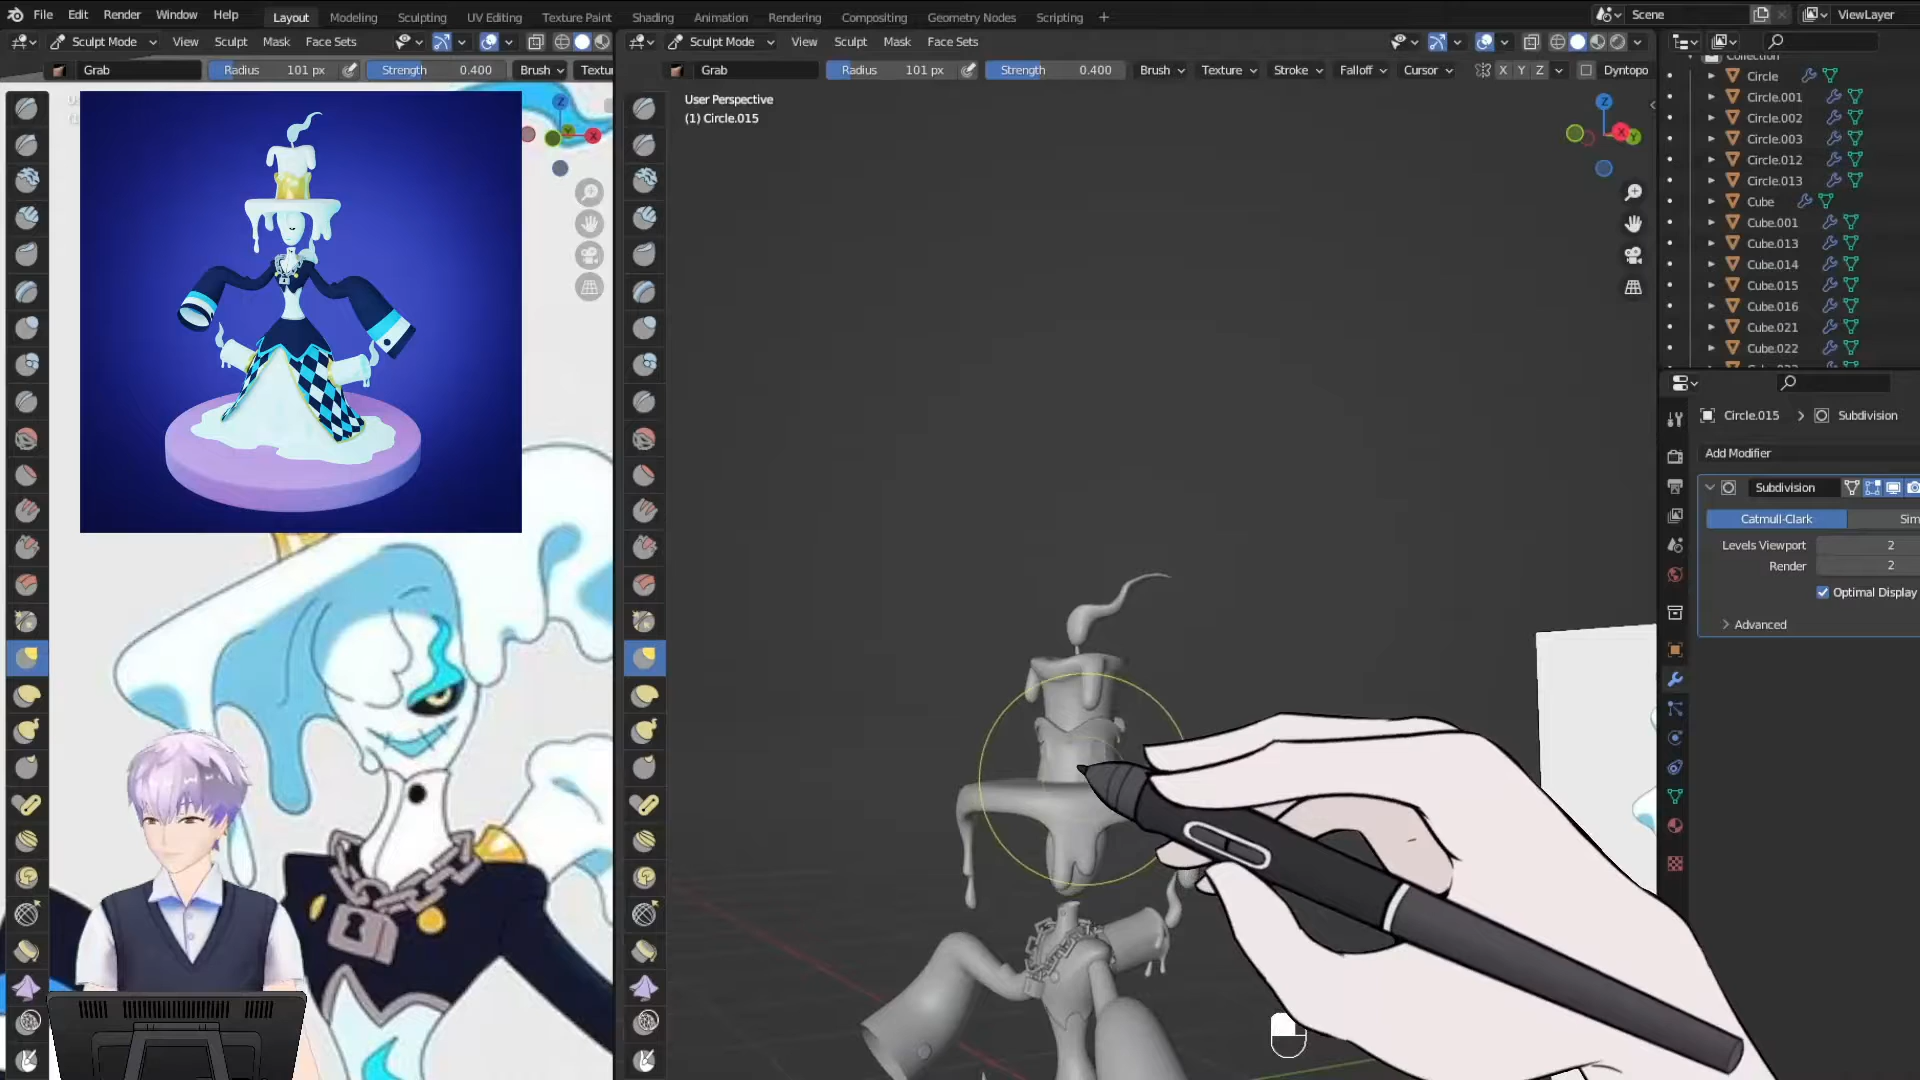 File Edit Render Window Help
Layout Modeling Sculpting UV Editing Texture Paint Shading Animation Rendering Compositing Geometry Nodes Scripting +
Scene
ViewLayer
Sculpt Mode View Sculpt Mask Face Sets
Sculpt Mode View Sculpt Mask Face Sets
Grab Radius 101 px Strength 0.400 Brush Textu
Grab Radius 101 px Strength 0.400 Brush Texture Stroke Falloff Cursor X Y Z Dyntopo
User Perspective
(1) Circle.015
Z
Y
X
Z
X
Y
Collection
Circle
Circle.001
Circle.002
Circle.003
Circle.012
Circle.013
Cube
Cube.001
Cube.013
Cube.014
Cube.015
Cube.016
Cube.021
Cube.022
Circle.015 > Subdivision
Add Modifier
Subdivision
Catmull-Clark Sim
Levels Viewport 2
Render 2
Optimal Display
Advanced